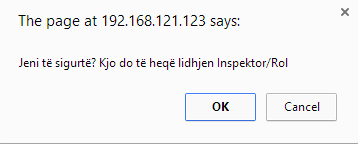 The page at 192.168.121.123 says:
Jeni të sigurtë? Kjo do të heqë lidhjen Inspektor/Rol
OK
Cancel